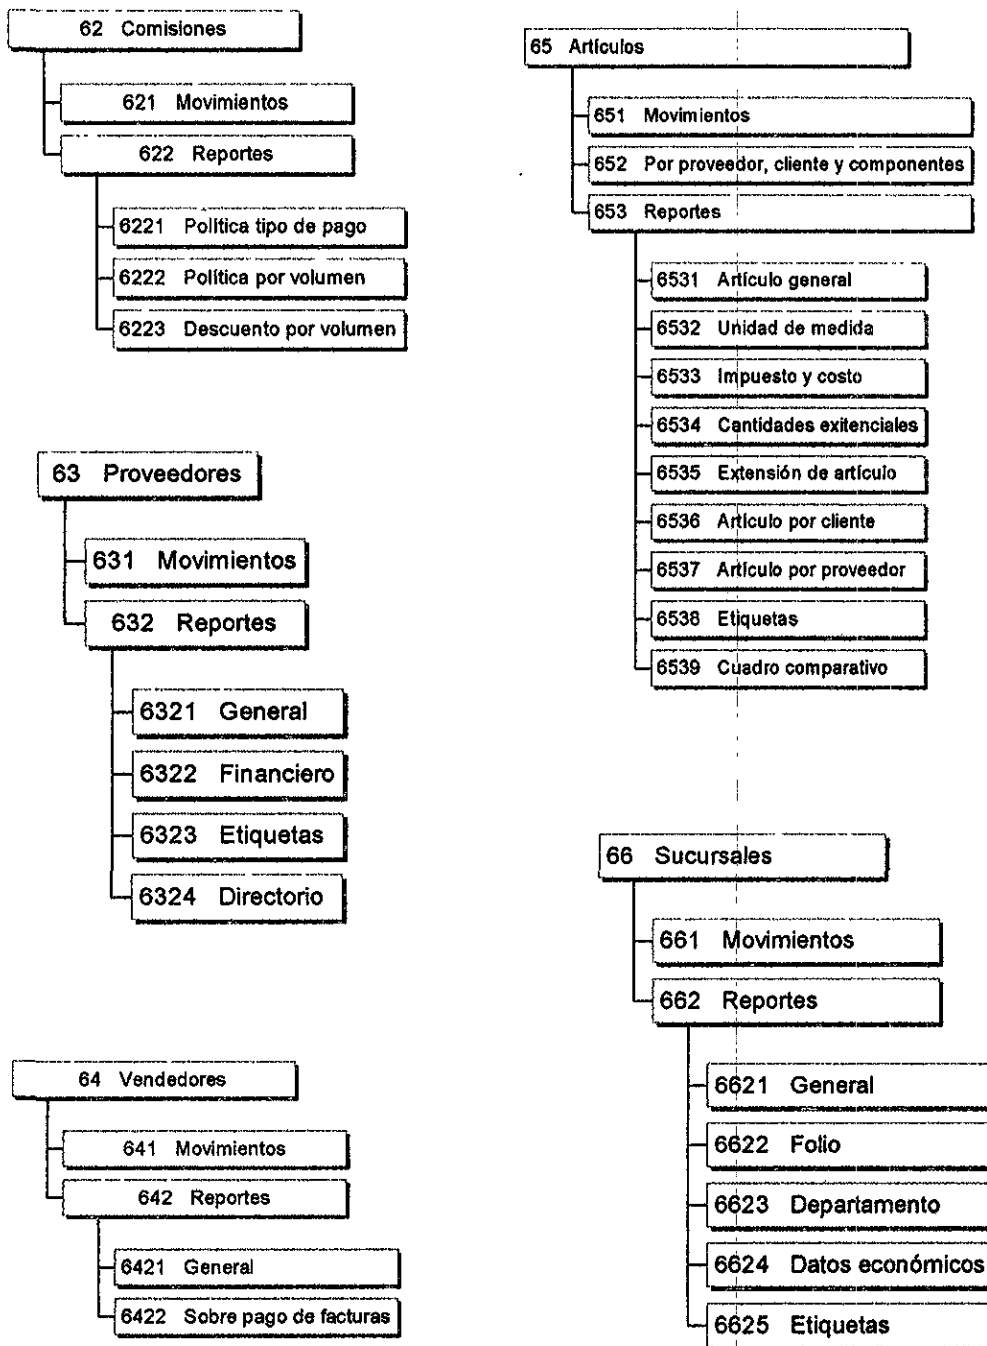 62 Comisiones
621 Movimientos
622 Reportes
6221 Política tipo de pago
6222 Política por volumen
6223 Descuento por volumen
63 Proveedores
631 Movimientos
632 Reportes
6321 General
6322 Financiero
6323 Etiquetas
6324 Directorio
64 Vendedores
641 Movimientos
642 Reportes
6421 General
6422 Sobre pago de facturas
65 Artículos
651 Movimientos
652 Por proveedor, cliente y componentes
653 Reportes
6531 Artículo general
6532 Unidad de medida
6533 Impuesto y costo
6534 Cantidades exitenciales
6535 Extensión de artículo
6536 Artículo por cliente
6537 Artículo por proveedor
6538 Etiquetas
6539 Cuadro comparativo
66 Sucursales
661 Movimientos
662 Reportes
6621 General
6622 Folio
6623 Departamento
6624 Datos económicos
6625 Etiquetas